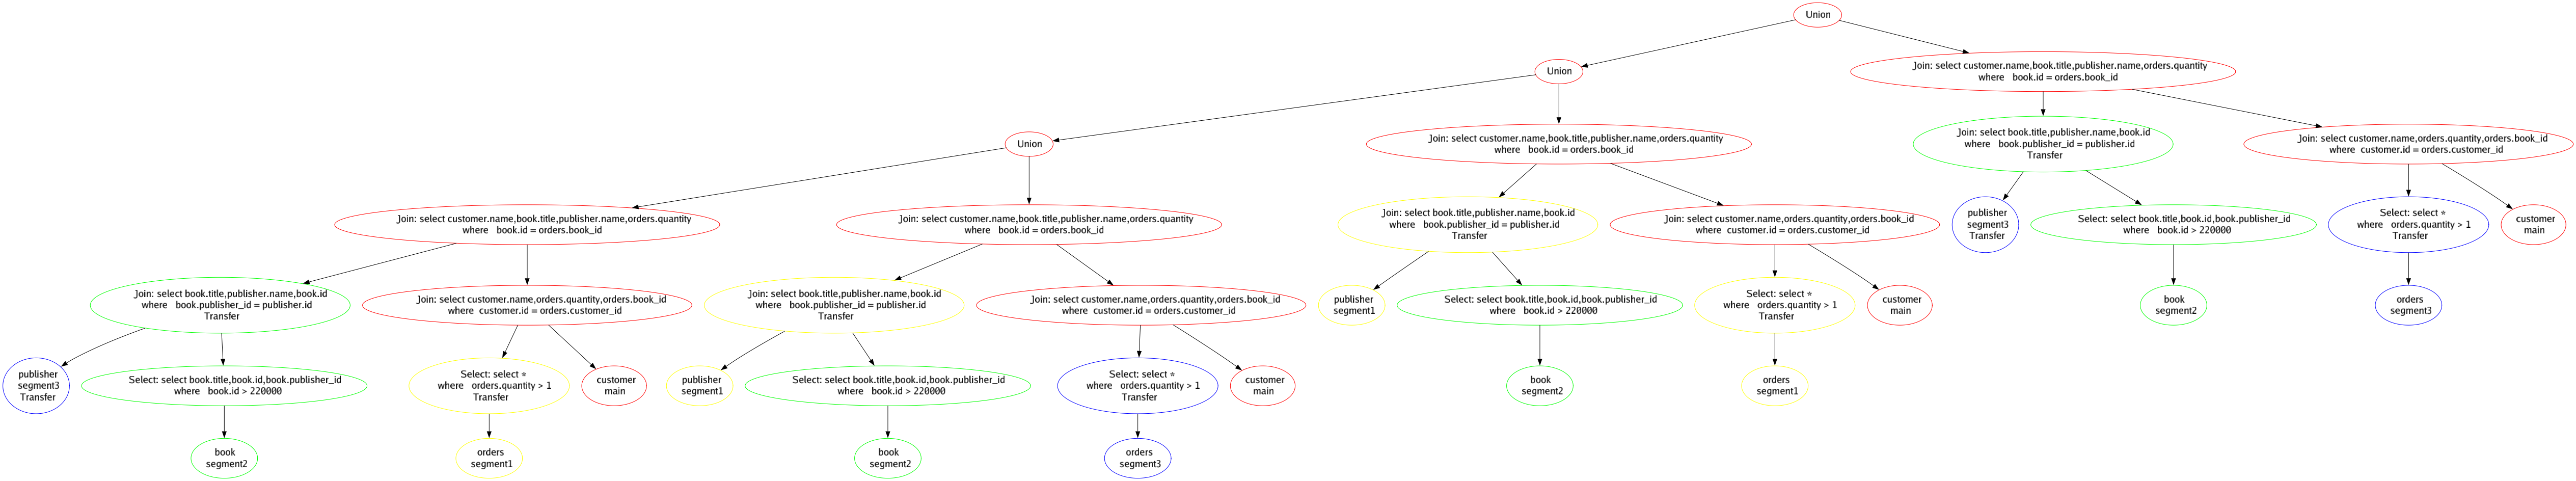 Union
Union
Join: select customer.name,book.title,publisher.name,orders.quantity
where book.id = orders.book_id
Union
Join: select customer.name,book.title,publisher.name,orders.quantity
where book.id = orders.book_id
Join: select book.title,publisher.name,book.id
where book.publisher_id = publisher.id
Transfer
Join: select customer.name,orders.quantity,orders.book_id
where customer.id = orders.customer_id
Join: select customer.name,book.title,publisher.name,orders.quantity
where book.id = orders.book_id
Join: select customer.name,book.title,publisher.name,orders.quantity
where book.id = orders.book_id
Join: select book.title,publisher.name,book.id
where book.publisher_id = publisher.id
Transfer
Join: select customer.name,orders.quantity,orders.book_id
where customer.id = orders.customer_id
publisher
segment3
Transfer
Select: select book.title,book.id,book.publisher_id
where book.id > 220000
Select: select *
where orders.quantity > 1
Transfer
customer
main
Join: select book.title,publisher.name,book.id
where book.publisher_id = publisher.id
Transfer
Join: select customer.name,orders.quantity,orders.book_id
where customer.id = orders.customer_id
Join: select book.title,publisher.name,book.id
where book.publisher_id = publisher.id
Transfer
Join: select customer.name,orders.quantity,orders.book_id
where customer.id = orders.customer_id
publisher
segment1
Select: select book.title,book.id,book.publisher_id
where book.id > 220000
Select: select *
where orders.quantity > 1
Transfer
customer
main
book
segment2
orders
segment3
publisher
segment3
Transfer
Select: select book.title,book.id,book.publisher_id
where book.id > 220000
Select: select *
where orders.quantity > 1
Transfer
customer
main
publisher
segment1
Select: select book.title,book.id,book.publisher_id
where book.id > 220000
Select: select *
where orders.quantity > 1
Transfer
customer
main
book
segment2
orders
segment1
book
segment2
orders
segment1
book
segment2
orders
segment3